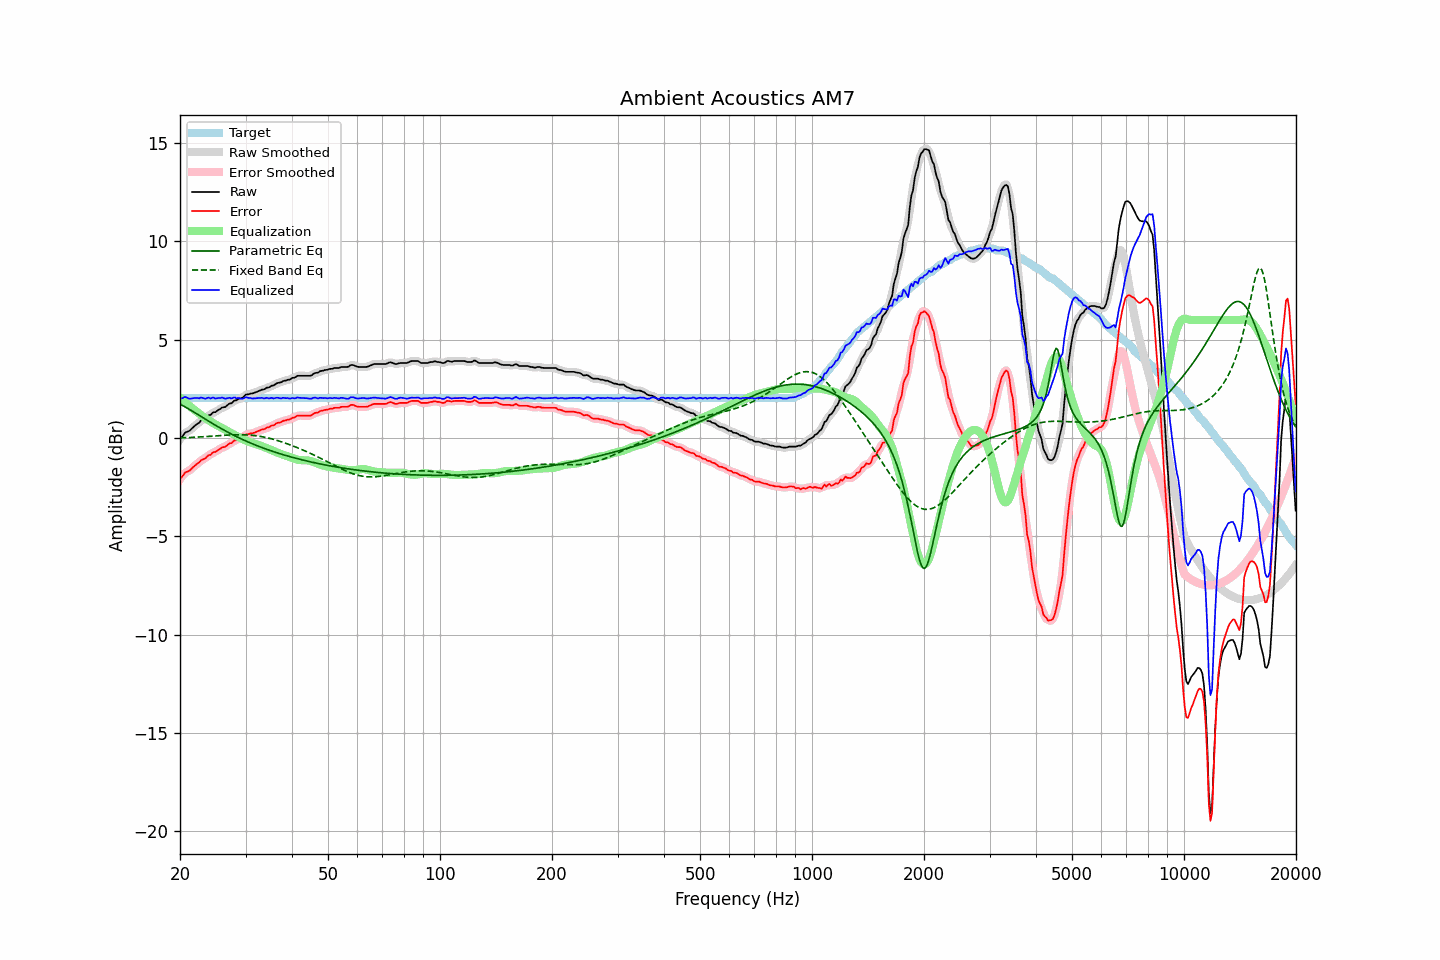 Ambient Acoustics AM7
Target
Raw Smoothed
Error Smoothed
Raw
Error
Equalization
Parametric Eq
Fixed Band Eq
Equalized
15
10
5
0
−5
−10
−15
−20
Amplitude (dBr)
20
50
100
200
500
1000
2000
5000
10000
20000
Frequency (Hz)